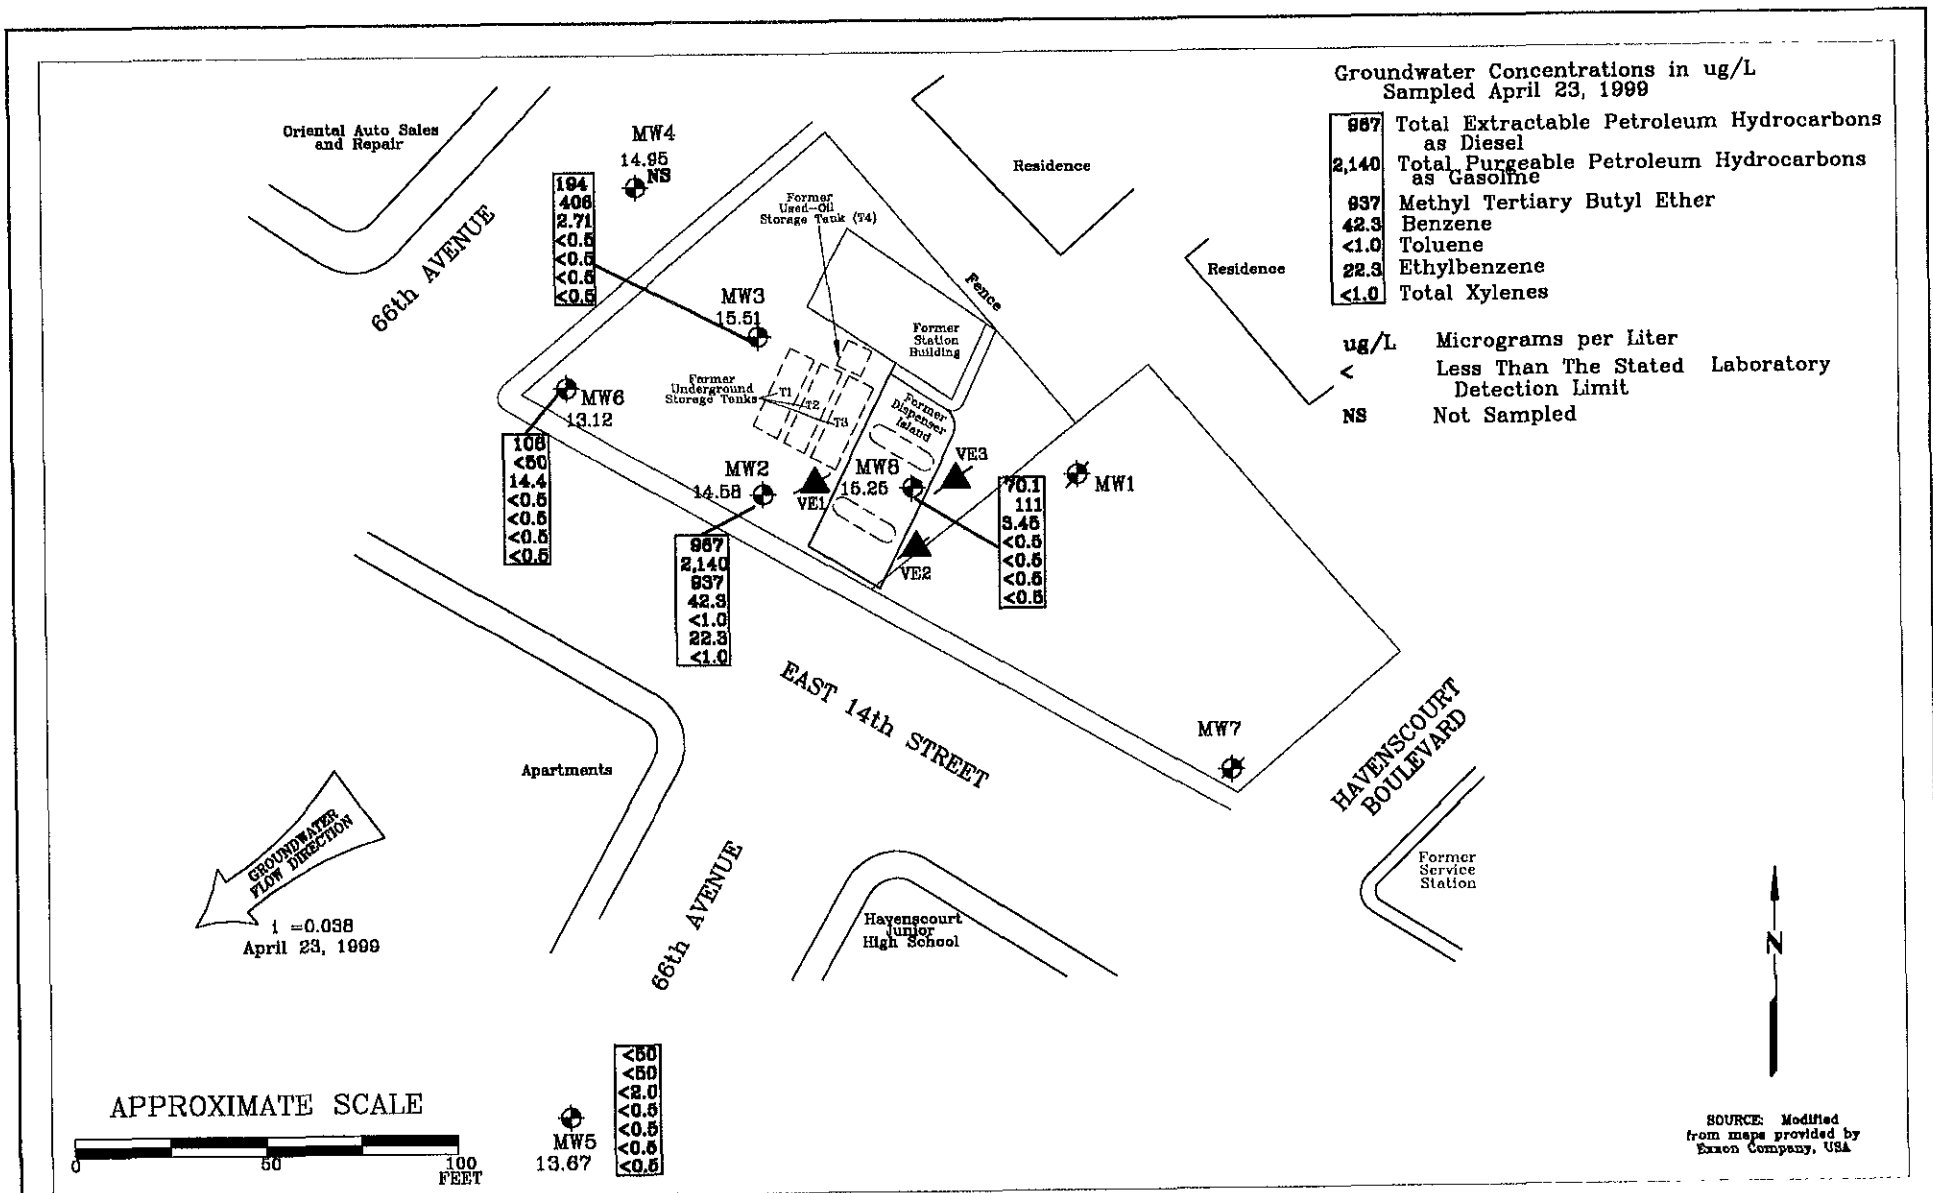 Groundwater Concentrations in ug/L
Sampled April 23, 1999
967 Total Extractable Petroleum Hydrocarbons
as Diesel
2,140 Total Purgeable Petroleum Hydrocarbons
as Gasoline
937 Methyl Tertiary Butyl Ether
42.3 Benzene
<1.0 Toluene
22.3 Ethylbenzene
<1.0 Total Xylenes
ug/L Micrograms per Liter
< Less Than The Stated Laboratory
Detection Limit
NS Not Sampled
Oriental Auto Sales
and Repair
MW4
14.95
NS
66th AVENUE
194
406
2.71
<0.5
<0.5
<0.5
<0.5
Former
Used-Oil
Storage Tank (T4)
Residence
Residence
Fence
MW3
15.51
Former
Station
Building
MW6
13.12
Former
Underground
Storage Tanks
T1
T2
T3
Former
Dispenser
Island
106
<50
14.4
<0.5
<0.5
<0.5
<0.5
MW2
14.58
VE1
MW8
15.25
VE3
VE2
MW1
70.1
111
3.45
<0.5
<0.5
<0.5
<0.5
967
2,140
937
42.3
<1.0
22.3
<1.0
EAST 14th STREET
MW7
HAVENSCOURT
BOULEVARD
Apartments
GROUNDWATER
FLOW DIRECTION
i =0.038
April 23, 1999
66th AVENUE
Havenscourt
Junior
High School
Former
Service
Station
N
APPROXIMATE SCALE
0 50 100
FEET
MW5
13.67
<50
<50
<2.0
<0.5
<0.5
<0.5
<0.5
SOURCE: Modified
from maps provided by
Exxon Company, USA